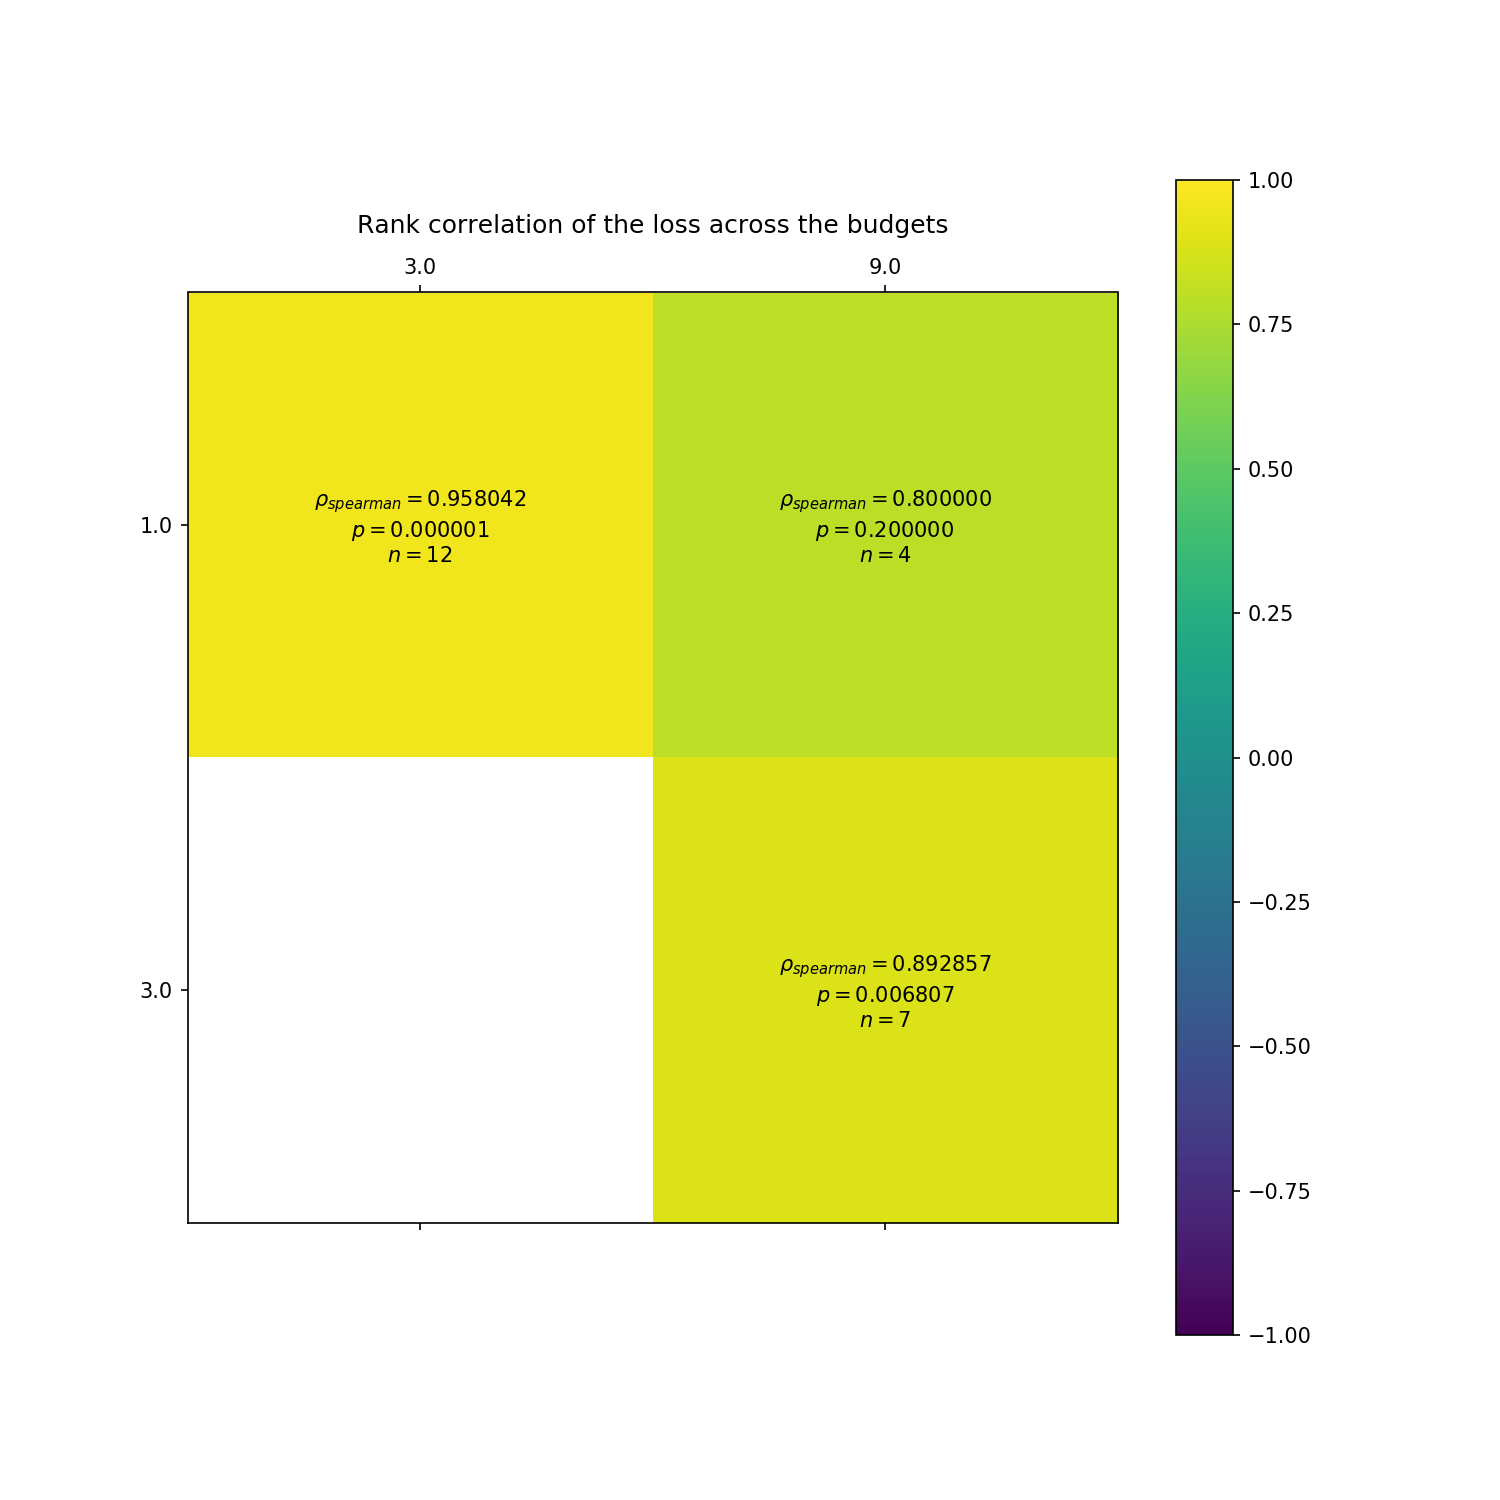 Rank correlation of the loss across the budgets
3.0 9.0
1.0
ρspearman = 0.958042
p = 0.000001
n = 12
ρspearman = 0.800000
p = 0.200000
n = 4
3.0
ρspearman = 0.892857
p = 0.006807
n = 7
1.00
0.75
0.50
0.25
0.00
−0.25
−0.50
−0.75
−1.00